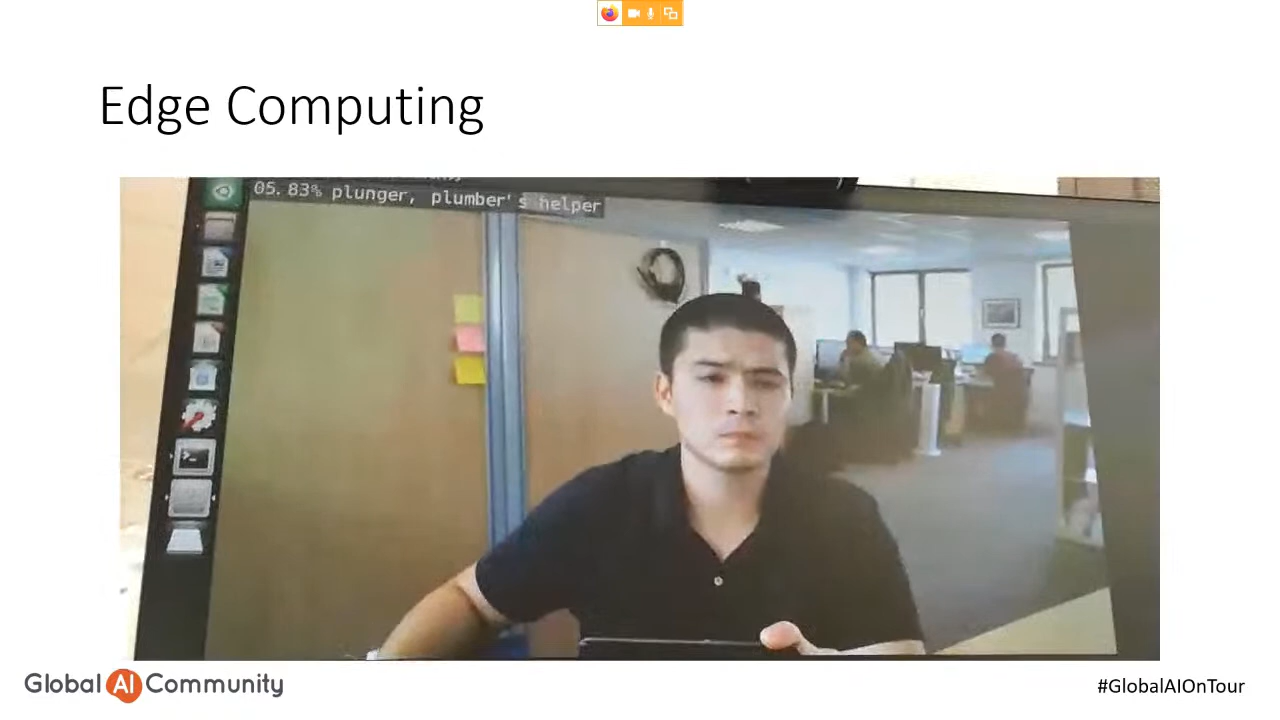 Edge Computing
05.83% plunger, plumber's helper
Global AI Community
#GlobalAIOnTour